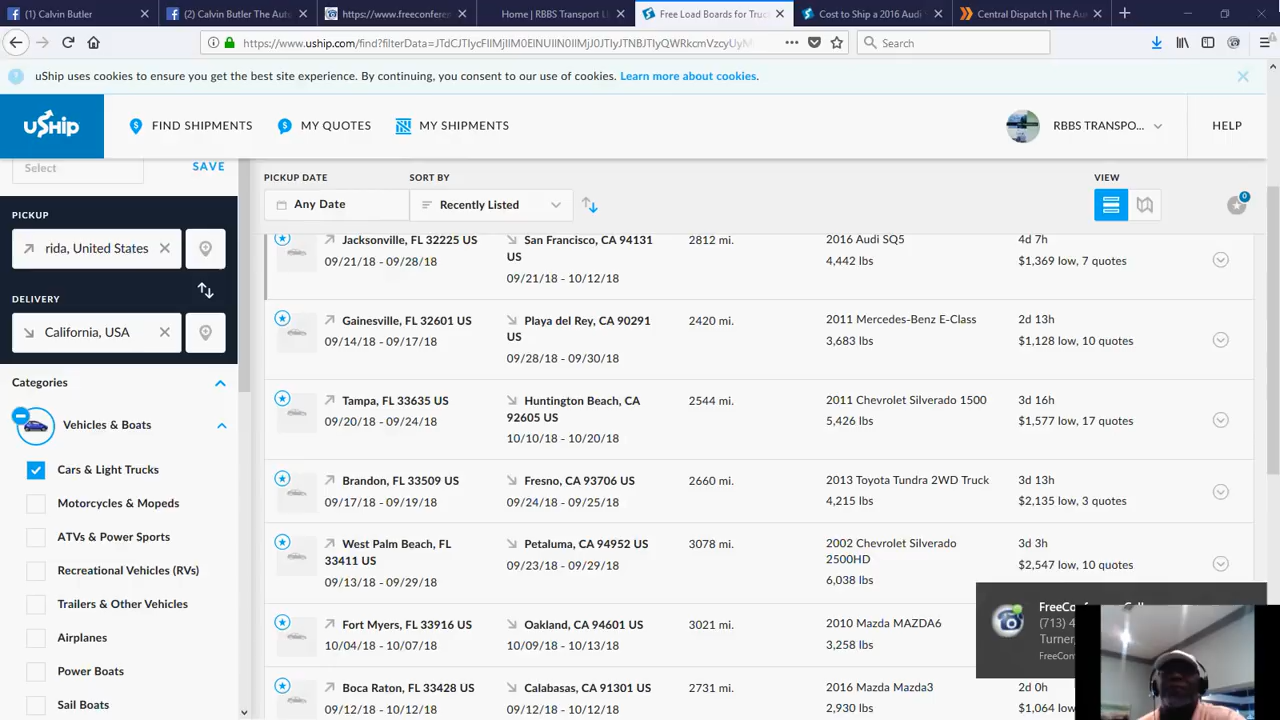 (1) Calvin Butler
(2) Calvin Butler The Auto
https://www.freeconferen
Home | RBBS Transport L
Free Load Boards for Truc
Cost to Ship a 2016 Audi S
Central Dispatch | The Au
https://www.uship.com/find?filterData=
Search
uShip uses cookies to ensure you get the best site experience. By continuing, you consent to our use of cookies. Learn more about cookies.
uShip
FIND SHIPMENTS
MY QUOTES
MY SHIPMENTS
RBBS TRANSPO...
HELP
Select
SAVE
PICKUP
rida, United States
DELIVERY
California, USA
Categories
Vehicles & Boats
Cars & Light Trucks
Motorcycles & Mopeds
ATVs & Power Sports
Recreational Vehicles (RVs)
Trailers & Other Vehicles
Airplanes
Power Boats
Sail Boats
PICKUP DATE
Any Date
SORT BY
Recently Listed
VIEW
0
Jacksonville, FL 32225 US
09/21/18 - 09/28/18
San Francisco, CA 94131
US
09/21/18 - 10/12/18
2812 mi.
2016 Audi SQ5
4,442 lbs
4d 7h
$1,369 low, 7 quotes
Gainesville, FL 32601 US
09/14/18 - 09/17/18
Playa del Rey, CA 90291
US
09/28/18 - 09/30/18
2420 mi.
2011 Mercedes-Benz E-Class
3,683 lbs
2d 13h
$1,128 low, 10 quotes
Tampa, FL 33635 US
09/20/18 - 09/24/18
Huntington Beach, CA
92605 US
10/10/18 - 10/20/18
2544 mi.
2011 Chevrolet Silverado 1500
5,426 lbs
3d 16h
$1,577 low, 17 quotes
Brandon, FL 33509 US
09/17/18 - 09/19/18
Fresno, CA 93706 US
09/24/18 - 09/25/18
2660 mi.
2013 Toyota Tundra 2WD Truck
4,215 lbs
3d 13h
$2,135 low, 3 quotes
West Palm Beach, FL
33411 US
09/13/18 - 09/29/18
Petaluma, CA 94952 US
09/23/18 - 09/29/18
3078 mi.
2002 Chevrolet Silverado
2500HD
6,038 lbs
3d 3h
$2,547 low, 10 quotes
Fort Myers, FL 33916 US
10/04/18 - 10/07/18
Oakland, CA 94601 US
10/09/18 - 10/13/18
3021 mi.
2010 Mazda MAZDA6
3,258 lbs
Boca Raton, FL 33428 US
09/12/18 - 09/12/18
Calabasas, CA 91301 US
09/12/18 - 10/12/18
2731 mi.
2016 Mazda Mazda3
2,930 lbs
2d 0h
$1,064 low
(713) 4
Turner
FreeCon